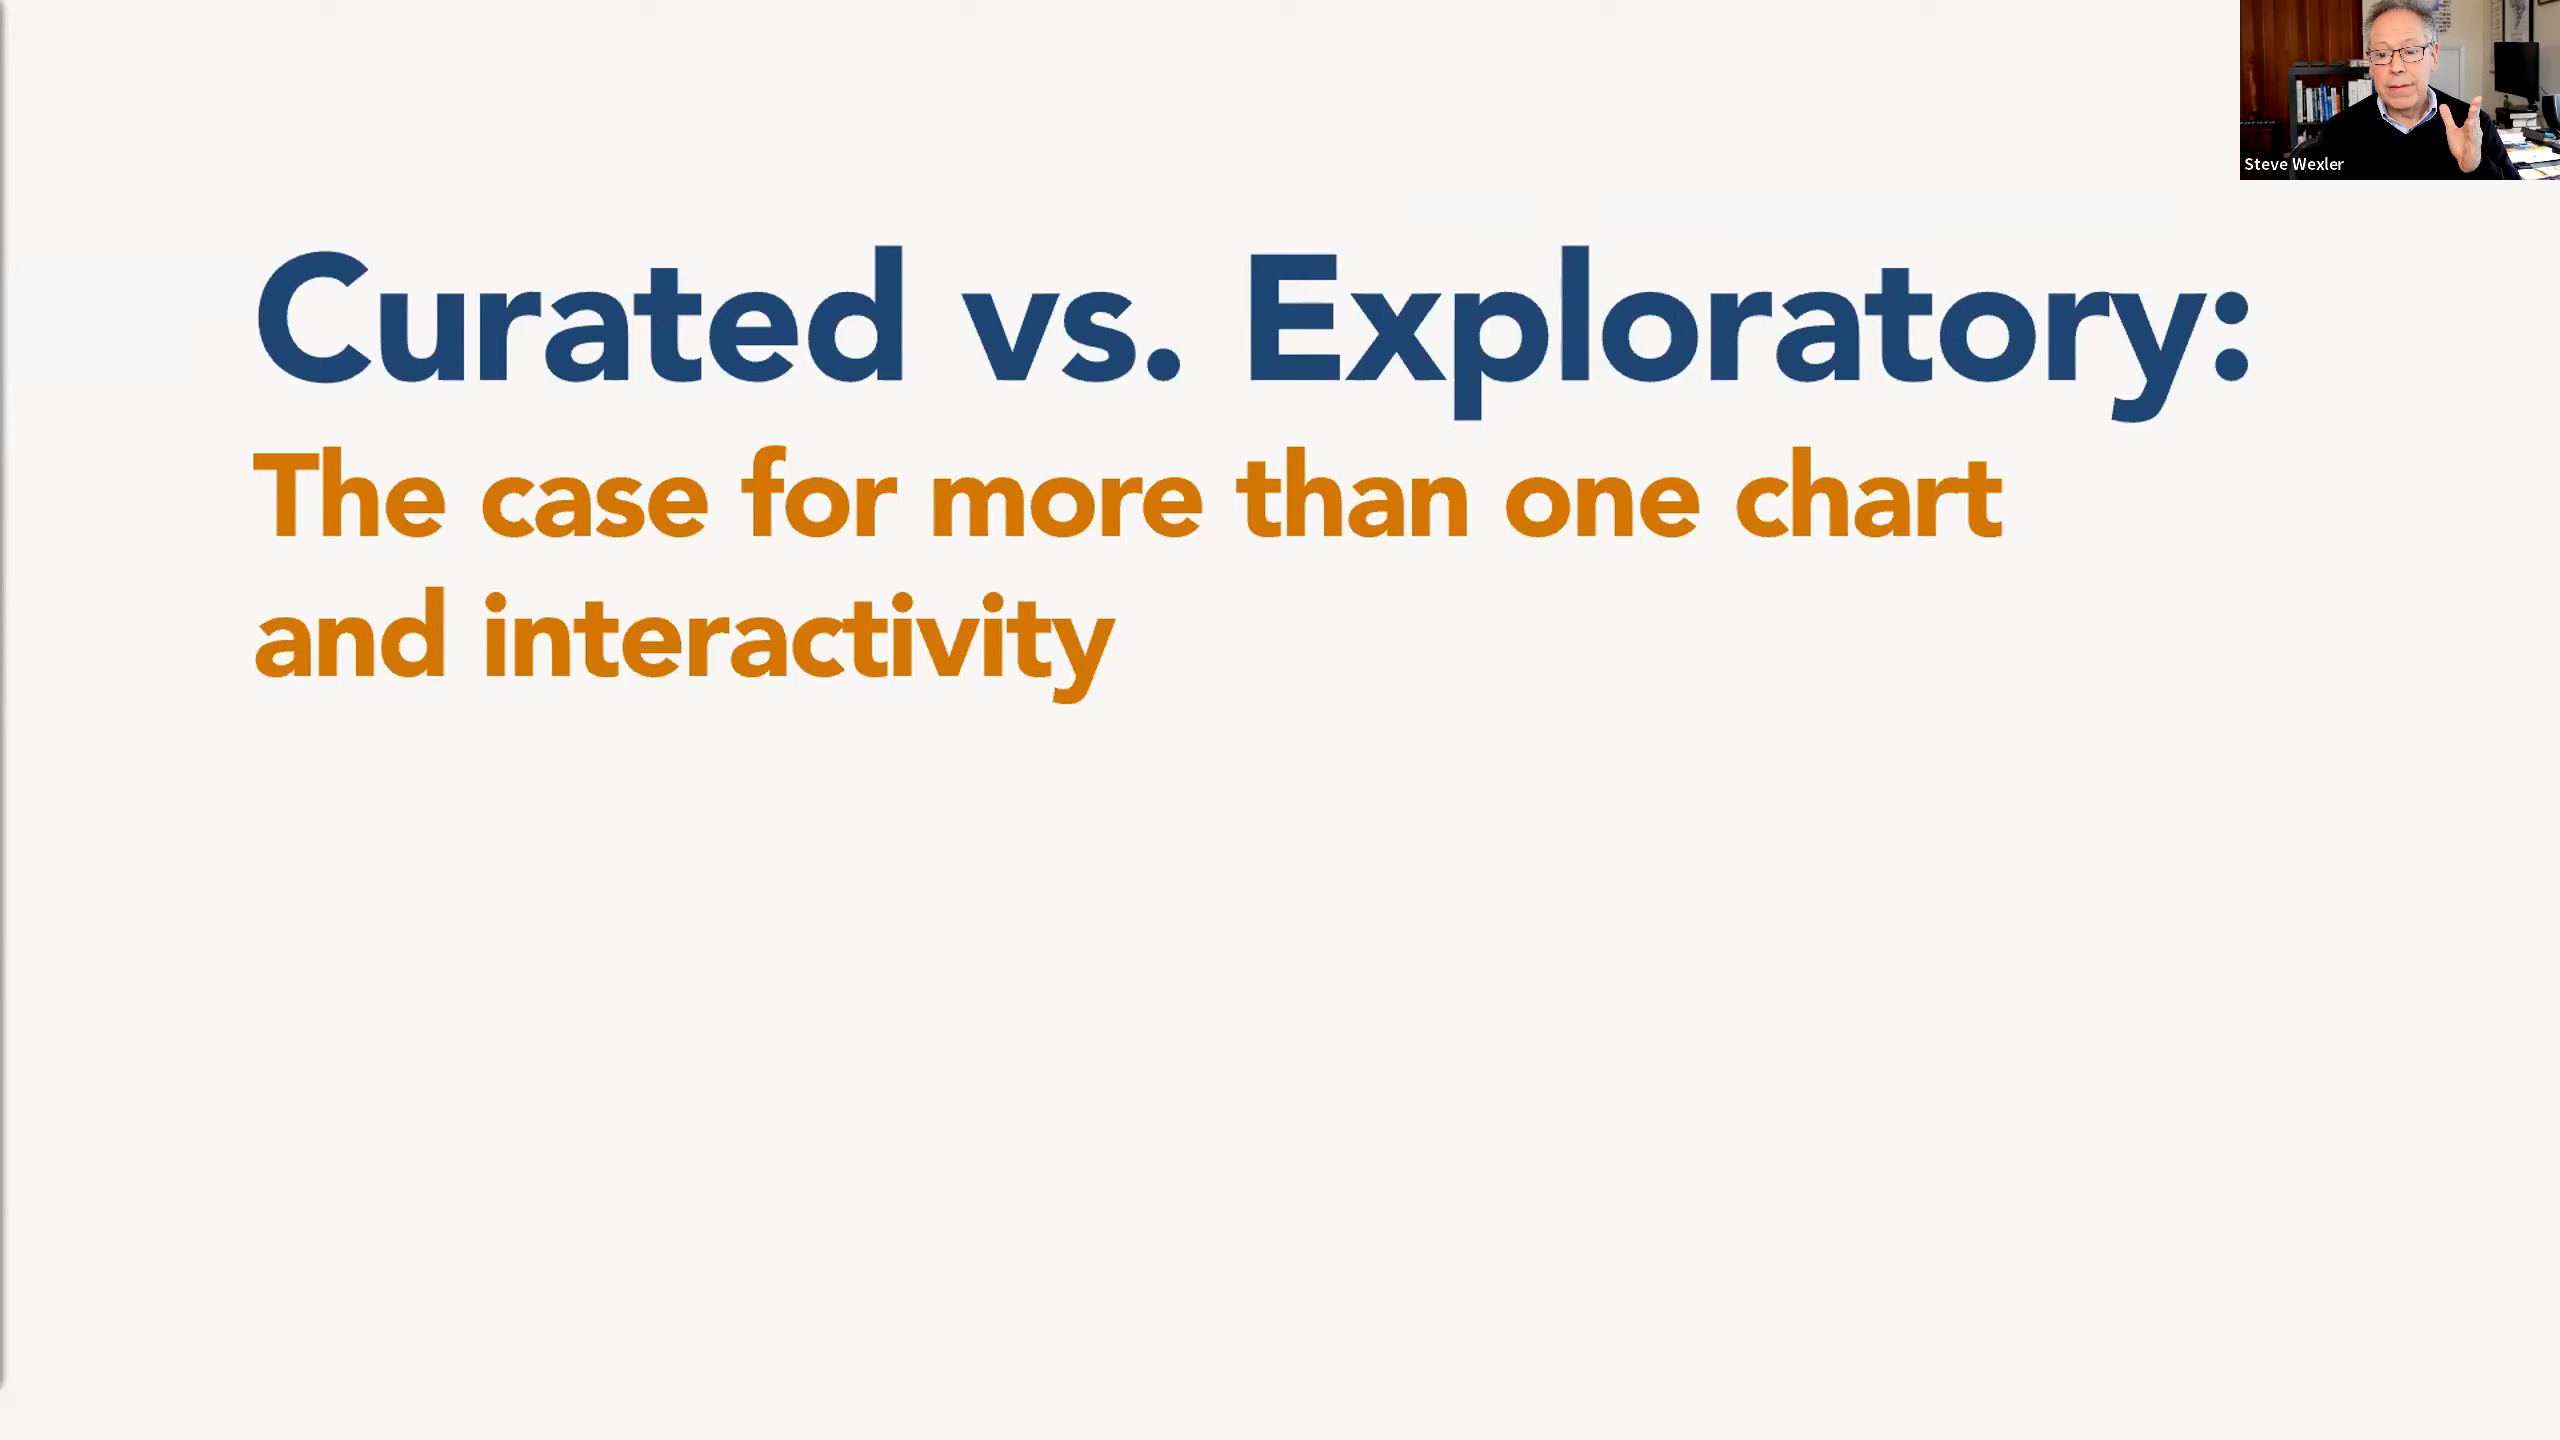 Steve Wexler
Curated vs. Exploratory:
The case for more than one chart
and interactivity